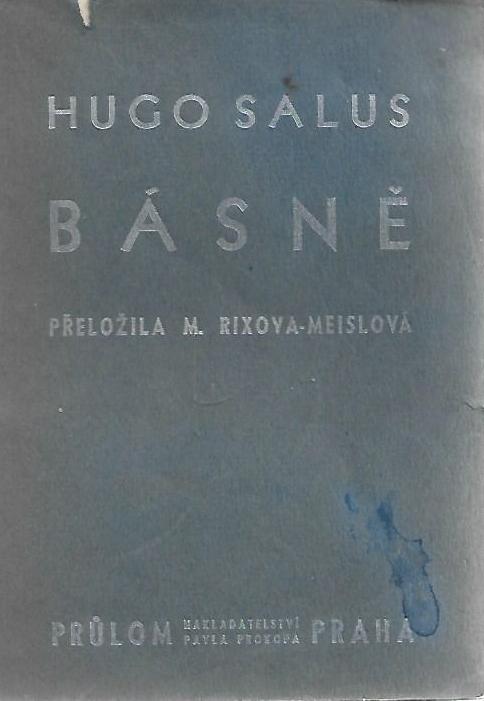 HUGO SALUS
BÁSNĚ
PŘELOŽILA M. RIXOVA-MEISLOVÁ
PRŮLOM NAKLADATELSTVÍ PAVLA PROKOPA PRAHA